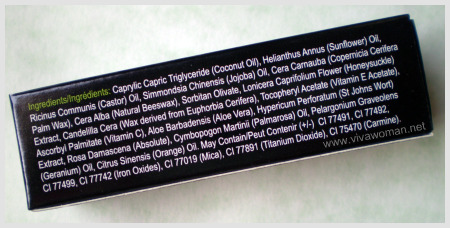 Ingredients/Ingrédients: Caprylic Capric Triglyceride (Coconut Oil), Helianthus Annus (Sunflower) Oil,
Ricinus Communis (Castor) Oil, Simmondsia Chinensis (Jojoba) Oil, Cera Carnauba (Copernicia Cerifera
Palm Wax), Cera Alba (Natural Beeswax), Sorbitan Olivate, Lonicera Caprifolium Flower (Honeysuckle)
Extract, Candelilla Cera (Wax derived from Euphorbia Cerifera), Tocopheryl Acetate (Vitamin E Acetate),
Ascorbyl Palmitate (Vitamin C), Aloe Barbadensis (Aloe Vera), Hypericum Perforatum (St Johns Wort)
Extract, Rosa Damascena (Absolute), Cymbopogon Martinii (Palmarosa) Oil, Pelargonium Graveolens
(Geranium) Oil, Citrus Sinensis (Orange) Oil. May Contain/Peut Contenir (+/-) CI 77491, CI 77492,
CI 77499, CI 77742 (Iron Oxides), CI 77019 (Mica), CI 77891 (Titanium Dioxide), CI 75470 (Carmine).
www.vivawoman.net